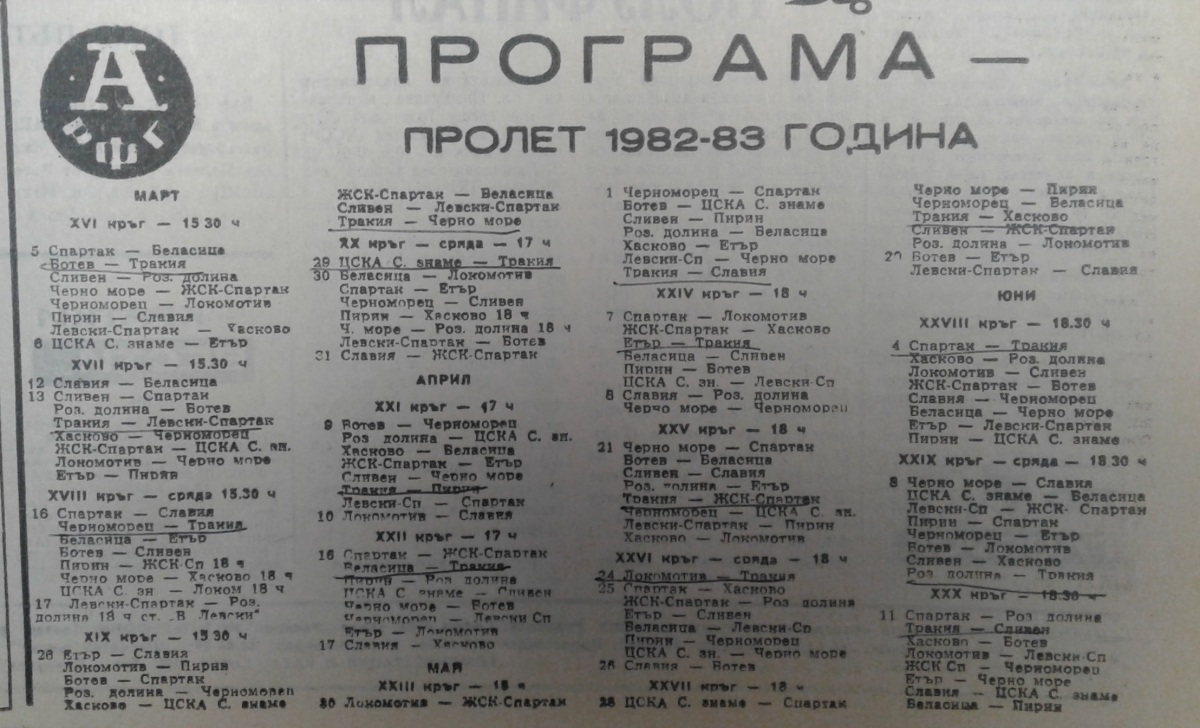 А
РФГ
ПРОГРАМА —
ПРОЛЕТ 1982-83 ГОДИНА
МАРТ
XVI кръг — 15 30 ч
5 Спартак — Беласица
Ботев — Тракия
Сливен — Роз. долина
Черно море — ЖСК-Спартак
Черноморец — Локомотив
Пирин — Славия
Левски-Спартак — Хасково
6 ЦСКА С. знаме — Етър
XVII кръг — 15.30 ч
12 Славия — Беласица
13 Сливен — Спартак
Роз. долина — Ботев
Тракия — Левски-Спартак
Хасково — Черноморец
ЖСК-Спартак — ЦСКА С. зн.
Локомотив — Черно море
Етър — Пирин
XVIII кръг — сряда 15.30 ч
16 Спартак — Славия
Черноморец — Тракия
Беласица — Етър
Ботев — Сливен
Пирин — ЖСК-Сп 18 ч
Черно море — Хасково 18 ч
ЦСКА С. зн — Локом 18 ч
17 Левски-Спартак — Роз.
долина 18 ч ст. „В Левски"
XIX кръг — 15 30 ч
26 Етър — Славия
Локомотив — Пирин
Ботев — Спартак
Роз. долина — Черноморец
Хасково — ЦСКА С. знаме
ЖСК-Спартак — Беласица
Сливен — Левски-Спартак
Тракия — Черно море
XX кръг — сряда — 17 ч
29 ЦСКА С. знаме — Тракия
30 Беласица — Локомотив
Спартак — Етър
Черноморец — Сливен
Пирин — Хасково 18 ч
Ч. море — Роз. долина 18 ч
Левски-Спартак — Ботев
31 Славия — ЖСК-Спартак
АПРИЛ
XXI кръг — 17 ч
9 Ботев — Черноморец
Роз долина — ЦСКА С. зн.
Хасково — Беласица
ЖСК-Спартак — Етър
Сливен — Черно море
Тракия — Пирин
Левски-Сп — Спартак
10 Локомотив — Славия
XXII кръг — 17 ч
16 Спартак — ЖСК-Спартак
Беласица — Тракия
Пирин — Роз долина
ЦСКА С знаме — Сливен
Черно море — Ботев
Черноморец — Левски Сп
Етър — Локомотив
17 Славия — Хасково
МАЙ
XXIII кръг — 18 ч
30 Локомотив — ЖСК-Спартак
1 Черноморец — Спартак
Ботев — ЦСКА С. знаме
Сливен — Пирин
Роз. долина — Беласица
Хасково — Етър
Левски-Сп — Черно море
Тракия — Славия
XXIV кръг — 18 ч
7 Спартак — Локомотив
ЖСК-Спартак — Хасково
Етър — Тракия
Беласица — Сливен
Пирин — Ботев
ЦСКА С. зн. — Левски-Сп
8 Славия — Роз. долина
Черно море — Черноморец
XXV кръг — 18 ч
21 Черно море — Спартак
Ботев — Беласица
Сливен — Славия
Роз. долина — Етър
Тракия — ЖСК-Спартак
Черноморец — ЦСКА С. зн.
Левски-Спартак — Пирин
Хасково — Локомотив
XXVI кръг — сряда — 18 ч
24 Локомотив — Тракия
25 Спартак — Хасково
ЖСК-Спартак — Роз долина
Етър — Сливен
Беласица — Левски-Сп
Пирин — Черноморец
ЦСКА С. зн. — Черно море
26 Славия — Ботев
XXVII кръг — 18 ч
28 ЦСКА С. знаме — Спартак
Черно море — Пирин
Черноморец — Беласица
Тракия — Хасково
Сливен — ЖСК-Спартак
Роз. долина — Локомотив
Ботев — Етър
Левски-Спартак — Славия
ЮНИ
XXVIII кръг — 18.30 ч
4 Спартак — Тракия
Хасково — Роз. долина
Локомотив — Сливен
ЖСК-Спартак — Ботев
Славия — Черноморец
Беласица — Черно море
Етър — Левски-Спартак
Пирин — ЦСКА С. знаме
XXIX кръг — сряда — 18.30 ч
8 Черно море — Славия
ЦСКА С. знаме — Беласица
Левски-Сп — ЖСК- Спартак
Пирин — Спартак
Черноморец — Етър
Ботев — Локомотив
Сливен — Хасково
Роз долина — Тракия
XXX кръг — 18.30 ч
11 Спартак — Роз долина
Тракия — Сливен
Хасково — Ботев
Локомотив — Левски Сп
ЖСК Сп — Черноморец
Етър — Черно море
Славия — ЦСКА С. знаме
Беласица — Пирин